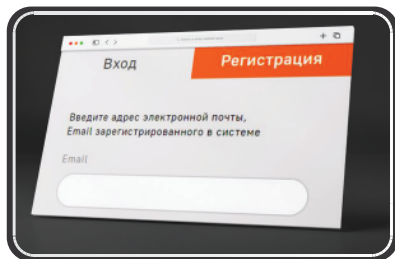 Вход
Регистрация
Введите адрес электронной почты,
Email зарегистрированного в системе
Email